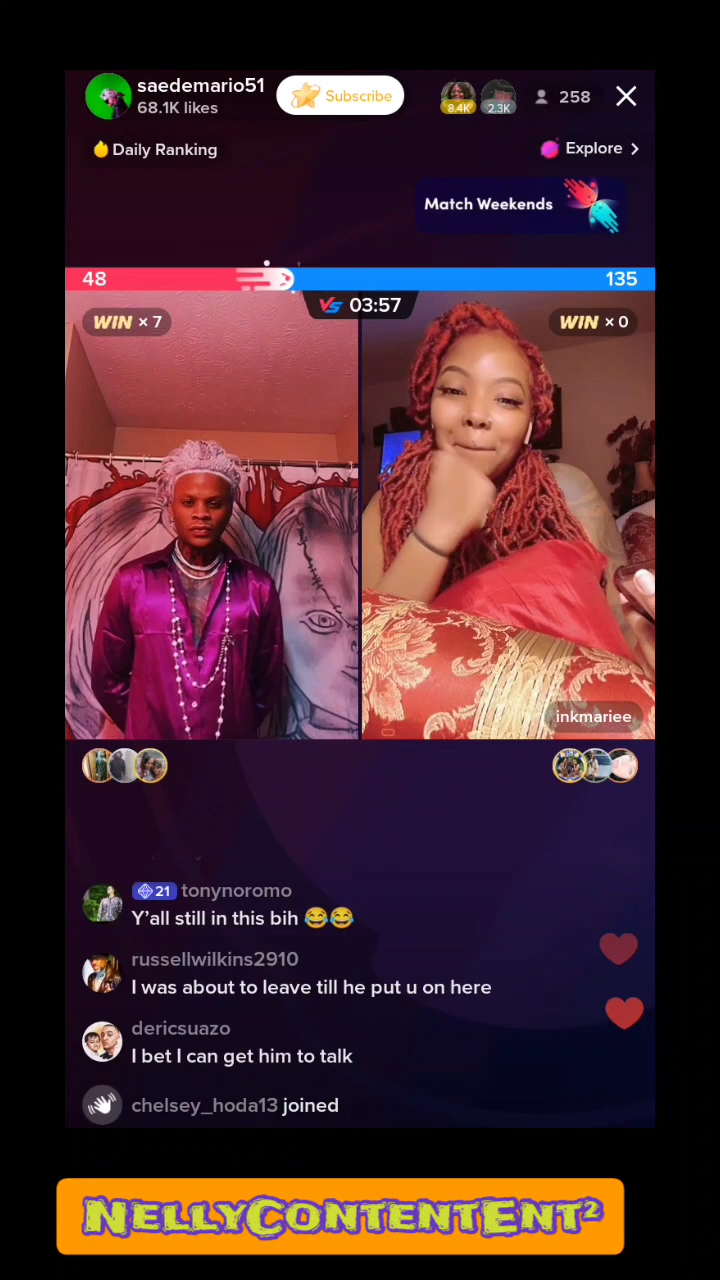 saedemario51
68.1K likes
Subscribe
8.4K
2.3K
258
Daily Ranking
Explore
Match Weekends
48
135
VS 03:57
WIN × 7
WIN × 0
inkmariee
21 tonynoromo
Y'all still in this bih 😂😂
russellwilkins2910
I was about to leave till he put u on here
dericsuazo
I bet I can get him to talk
chelsey_hoda13 joined
NELLYCONTENTENT²